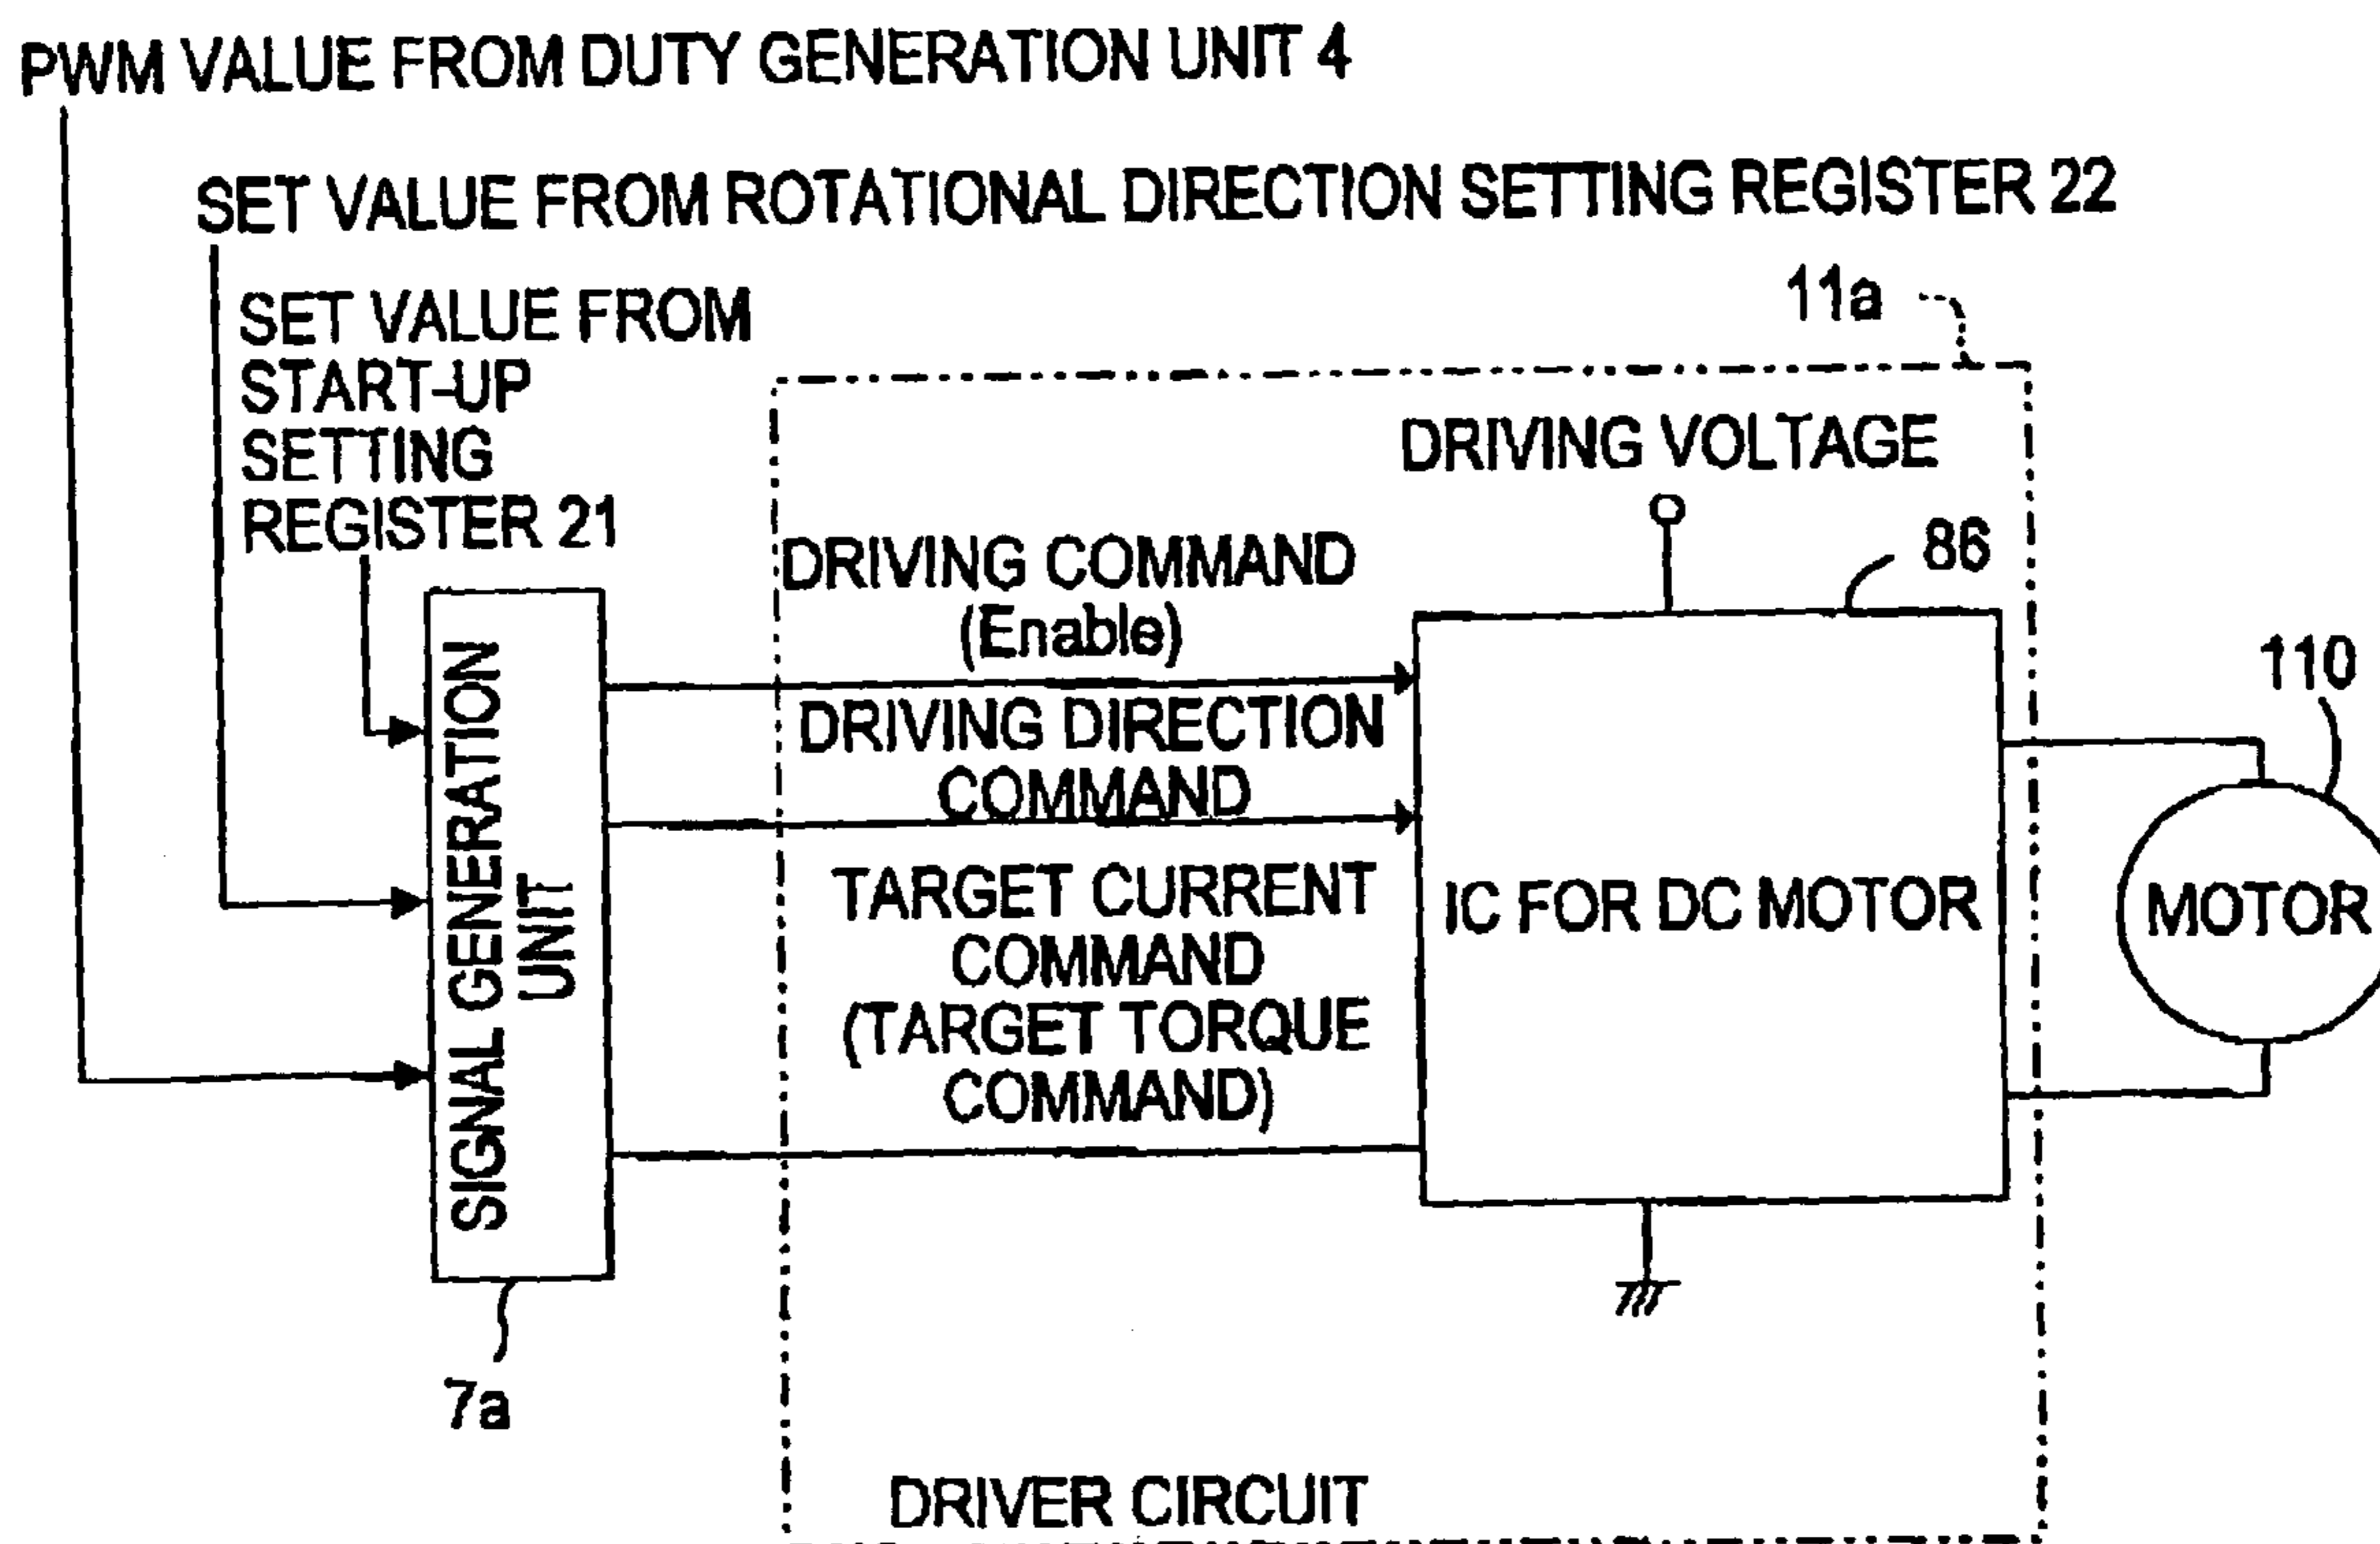 PWM VALUE FROM DUTY GENERATION UNIT 4
SET VALUE FROM ROTATIONAL DIRECTION SETTING REGISTER 22
SET VALUE FROM
START-UP
SETTING
REGISTER 21
11a
DRIVING VOLTAGE
86
DRIVING COMMAND
(Enable)
110
DRIVING DIRECTION
COMMAND
SIGNAL GENERATION
UNIT
TARGET CURRENT
COMMAND
(TARGET TORQUE
COMMAND)
IC FOR DC MOTOR
MOTOR
7a
DRIVER CIRCUIT